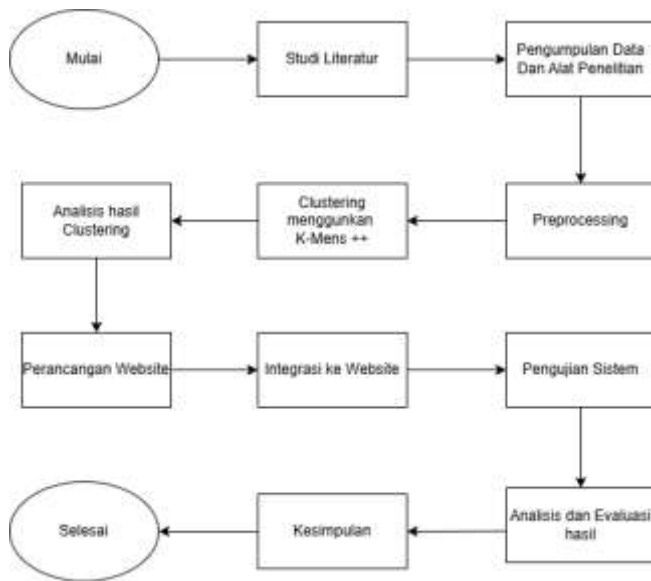 Mulai
Studi Literatur
Pengumpulan Data
Dan Alat Penelitian
Preprocessing
Clustering
menggunkan
K-Mens ++
Analisis hasil
Clustering
Perancangan Website
Integrasi ke Website
Pengujian Sistem
Analisis dan Evaluasi
hasil
Kesimpulan
Selesai